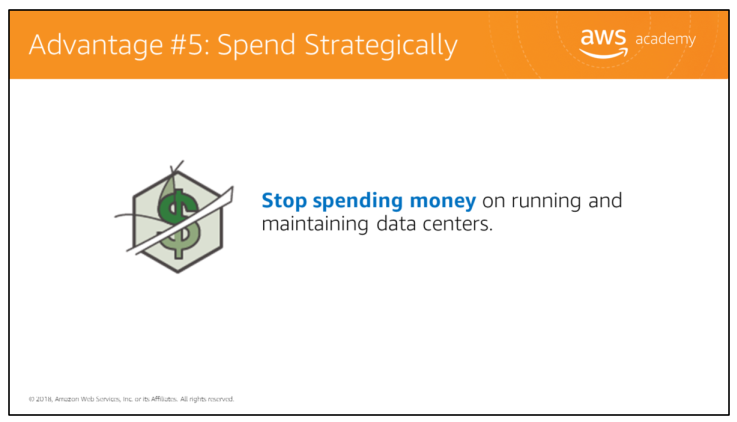 Advantage #5: Spend Strategically
aws academy
$
Stop spending money on running and
maintaining data centers.
© 2018, Amazon Web Services, Inc. or its Affiliates. All rights reserved.